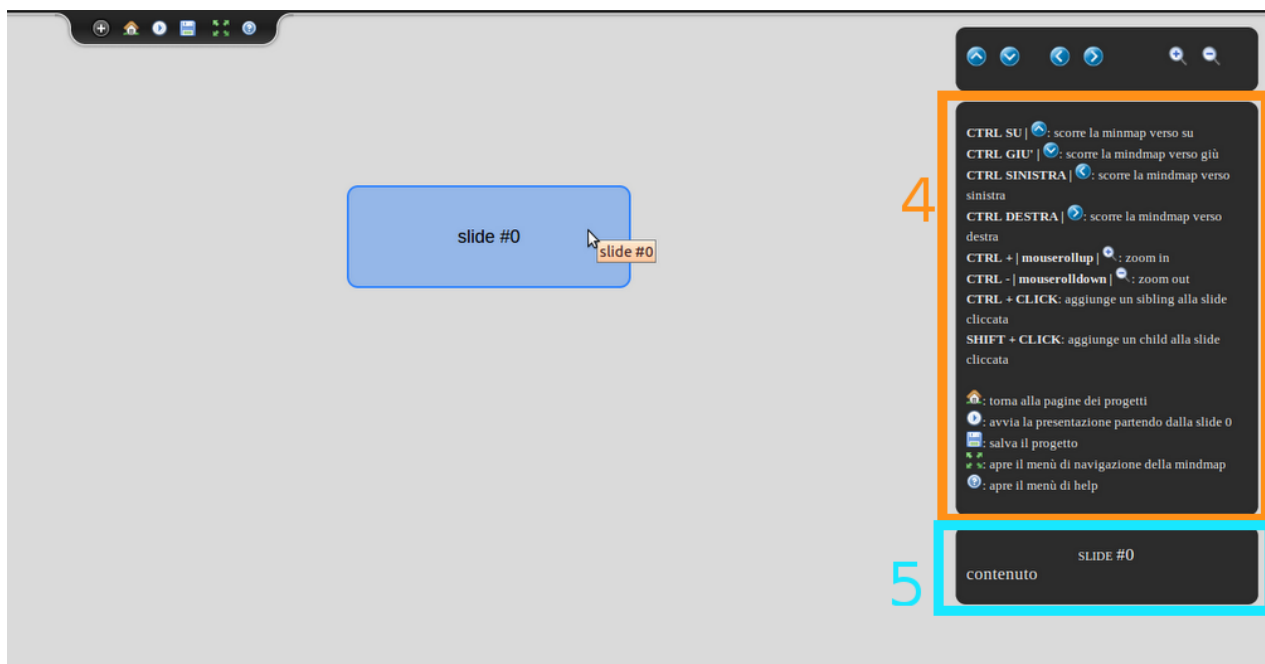 slide #0
slide #0
4
CTRL SU | : scorre la minmap verso su
CTRL GIU' | : scorre la mindmap verso giù
CTRL SINISTRA | : scorre la mindmap verso
sinistra
CTRL DESTRA | : scorre la mindmap verso
destra
CTRL + | mouserollup | : zoom in
CTRL - | mouserolldown | : zoom out
CTRL + CLICK: aggiunge un sibling alla slide
cliccata
SHIFT + CLICK: aggiunge un child alla slide
cliccata
: torna alla pagine dei progetti
: avvia la presentazione partendo dalla slide 0
: salva il progetto
: apre il menù di navigazione della mindmap
: apre il menù di help
5
SLIDE #0
contenuto